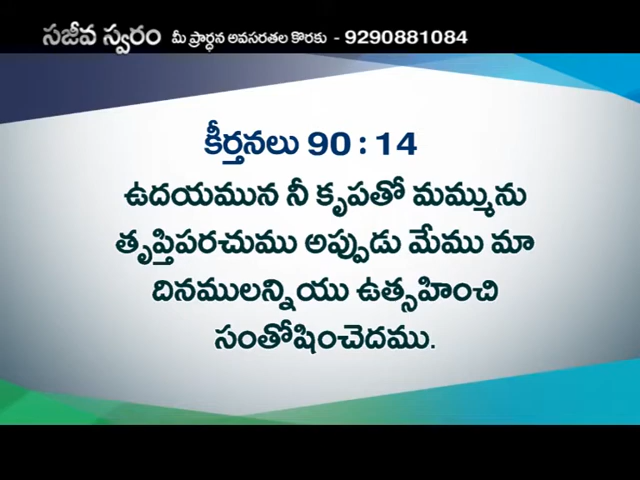 సజీవ స్వరం మీ ప్రార్థన అవసరతల కొరకు - 9290881084
కీర్తనలు 90 : 14
ఉదయమున నీ కృపతో మమ్మును
తృప్తిపరచుము అప్పుడు మేము మా
దినములన్నియు ఉత్సహించి
సంతోషించెదము.